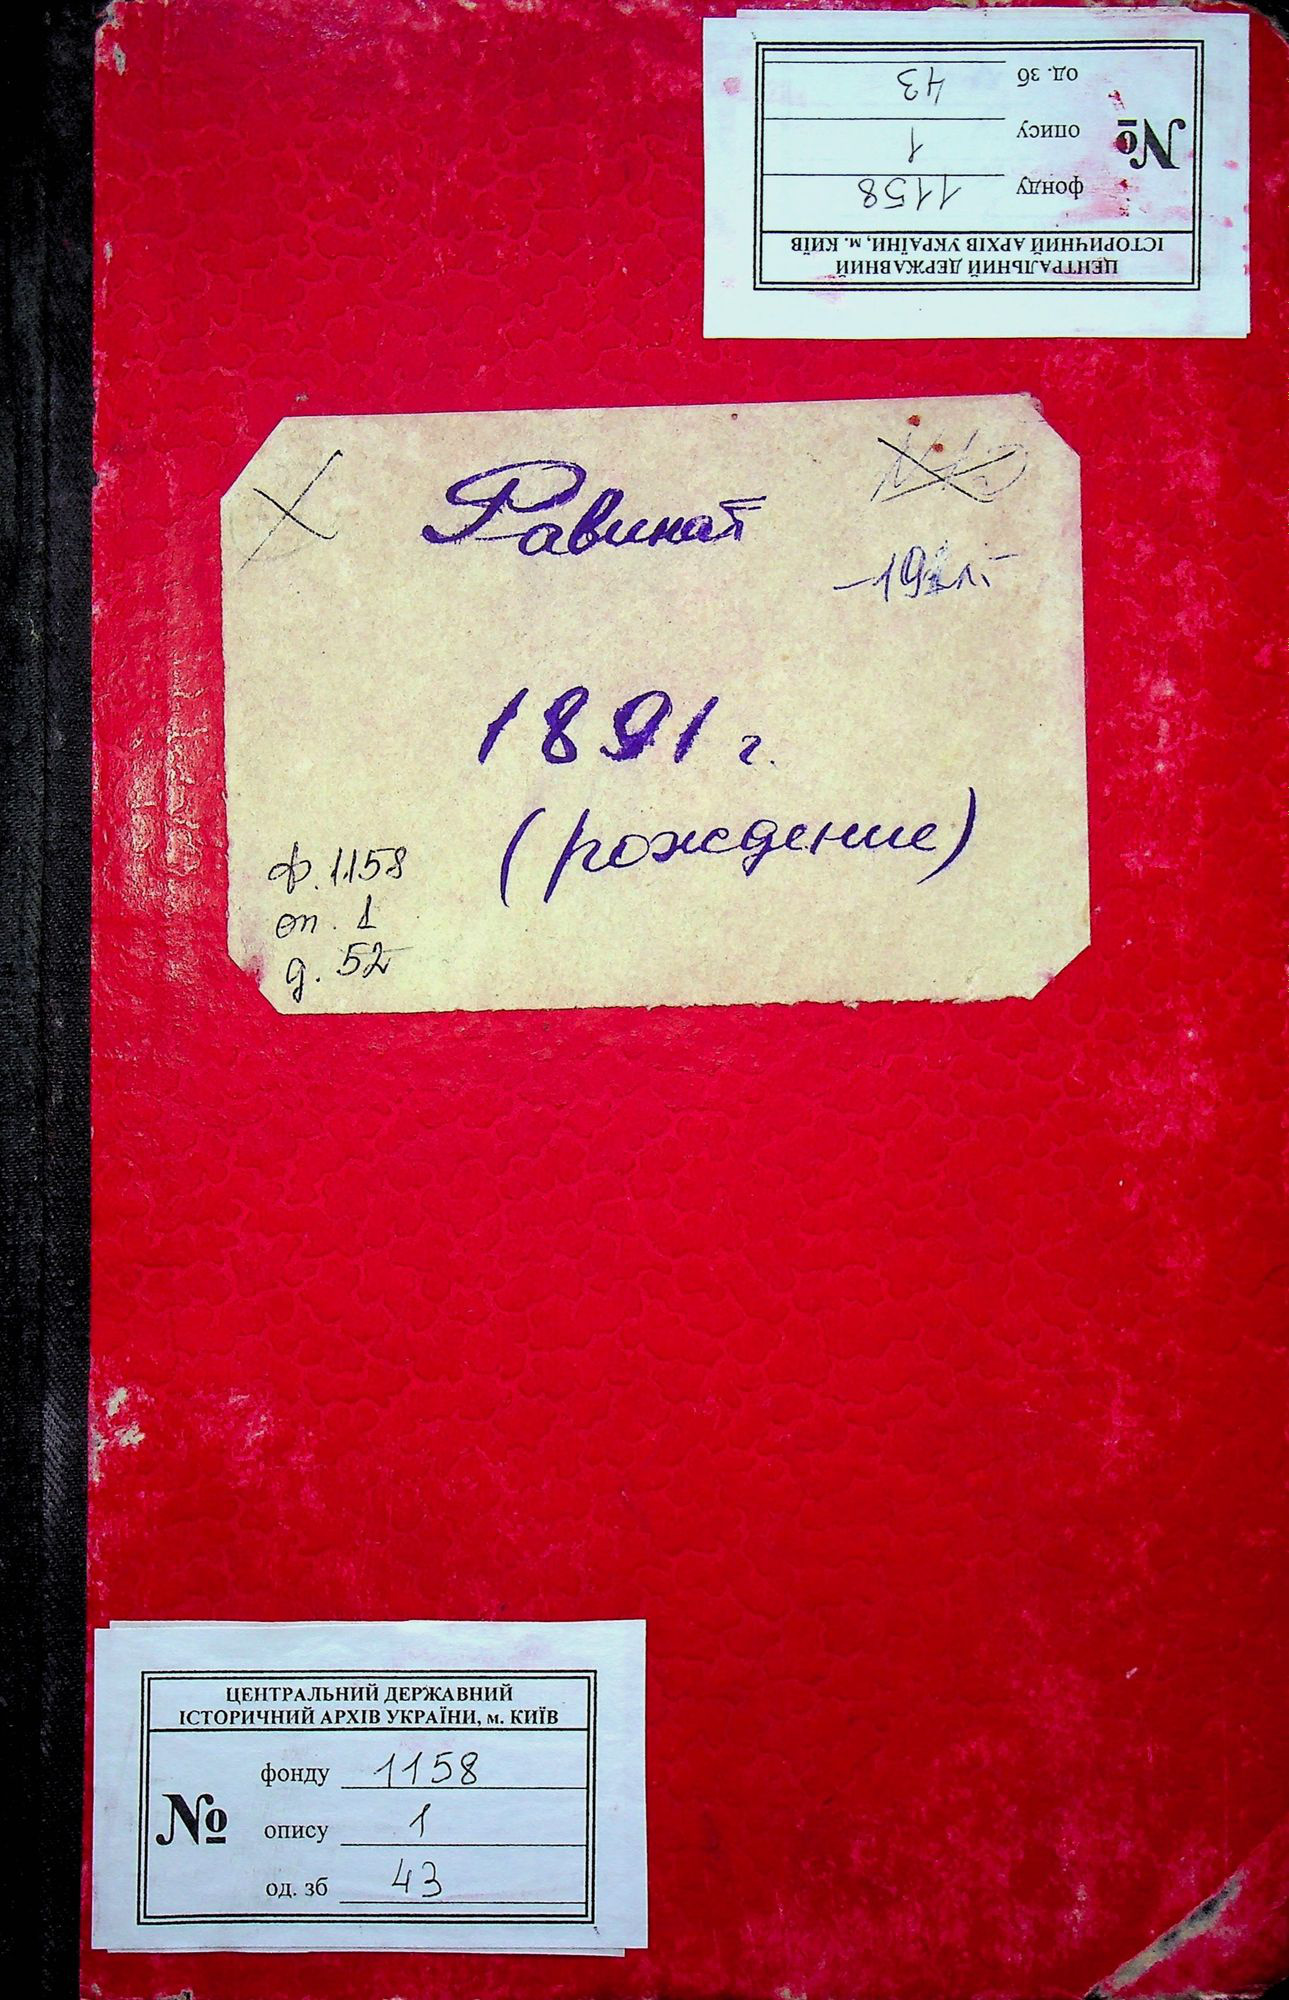 ЦЕНТРАЛЬНИЙ ДЕРЖАВНИЙ
ІСТОРИЧНИЙ АРХІВ УКРАЇНИ, м. КИЇВ
№
фонду 1158
опису 1
од. зб 43
Равинат
1891 г.
(рождение)
ф. 1158
оп. 1
д. 52
ЦЕНТРАЛЬНИЙ ДЕРЖАВНИЙ
ІСТОРИЧНИЙ АРХІВ УКРАЇНИ, м. КИЇВ
№
фонду 1158
опису 1
од. зб 43